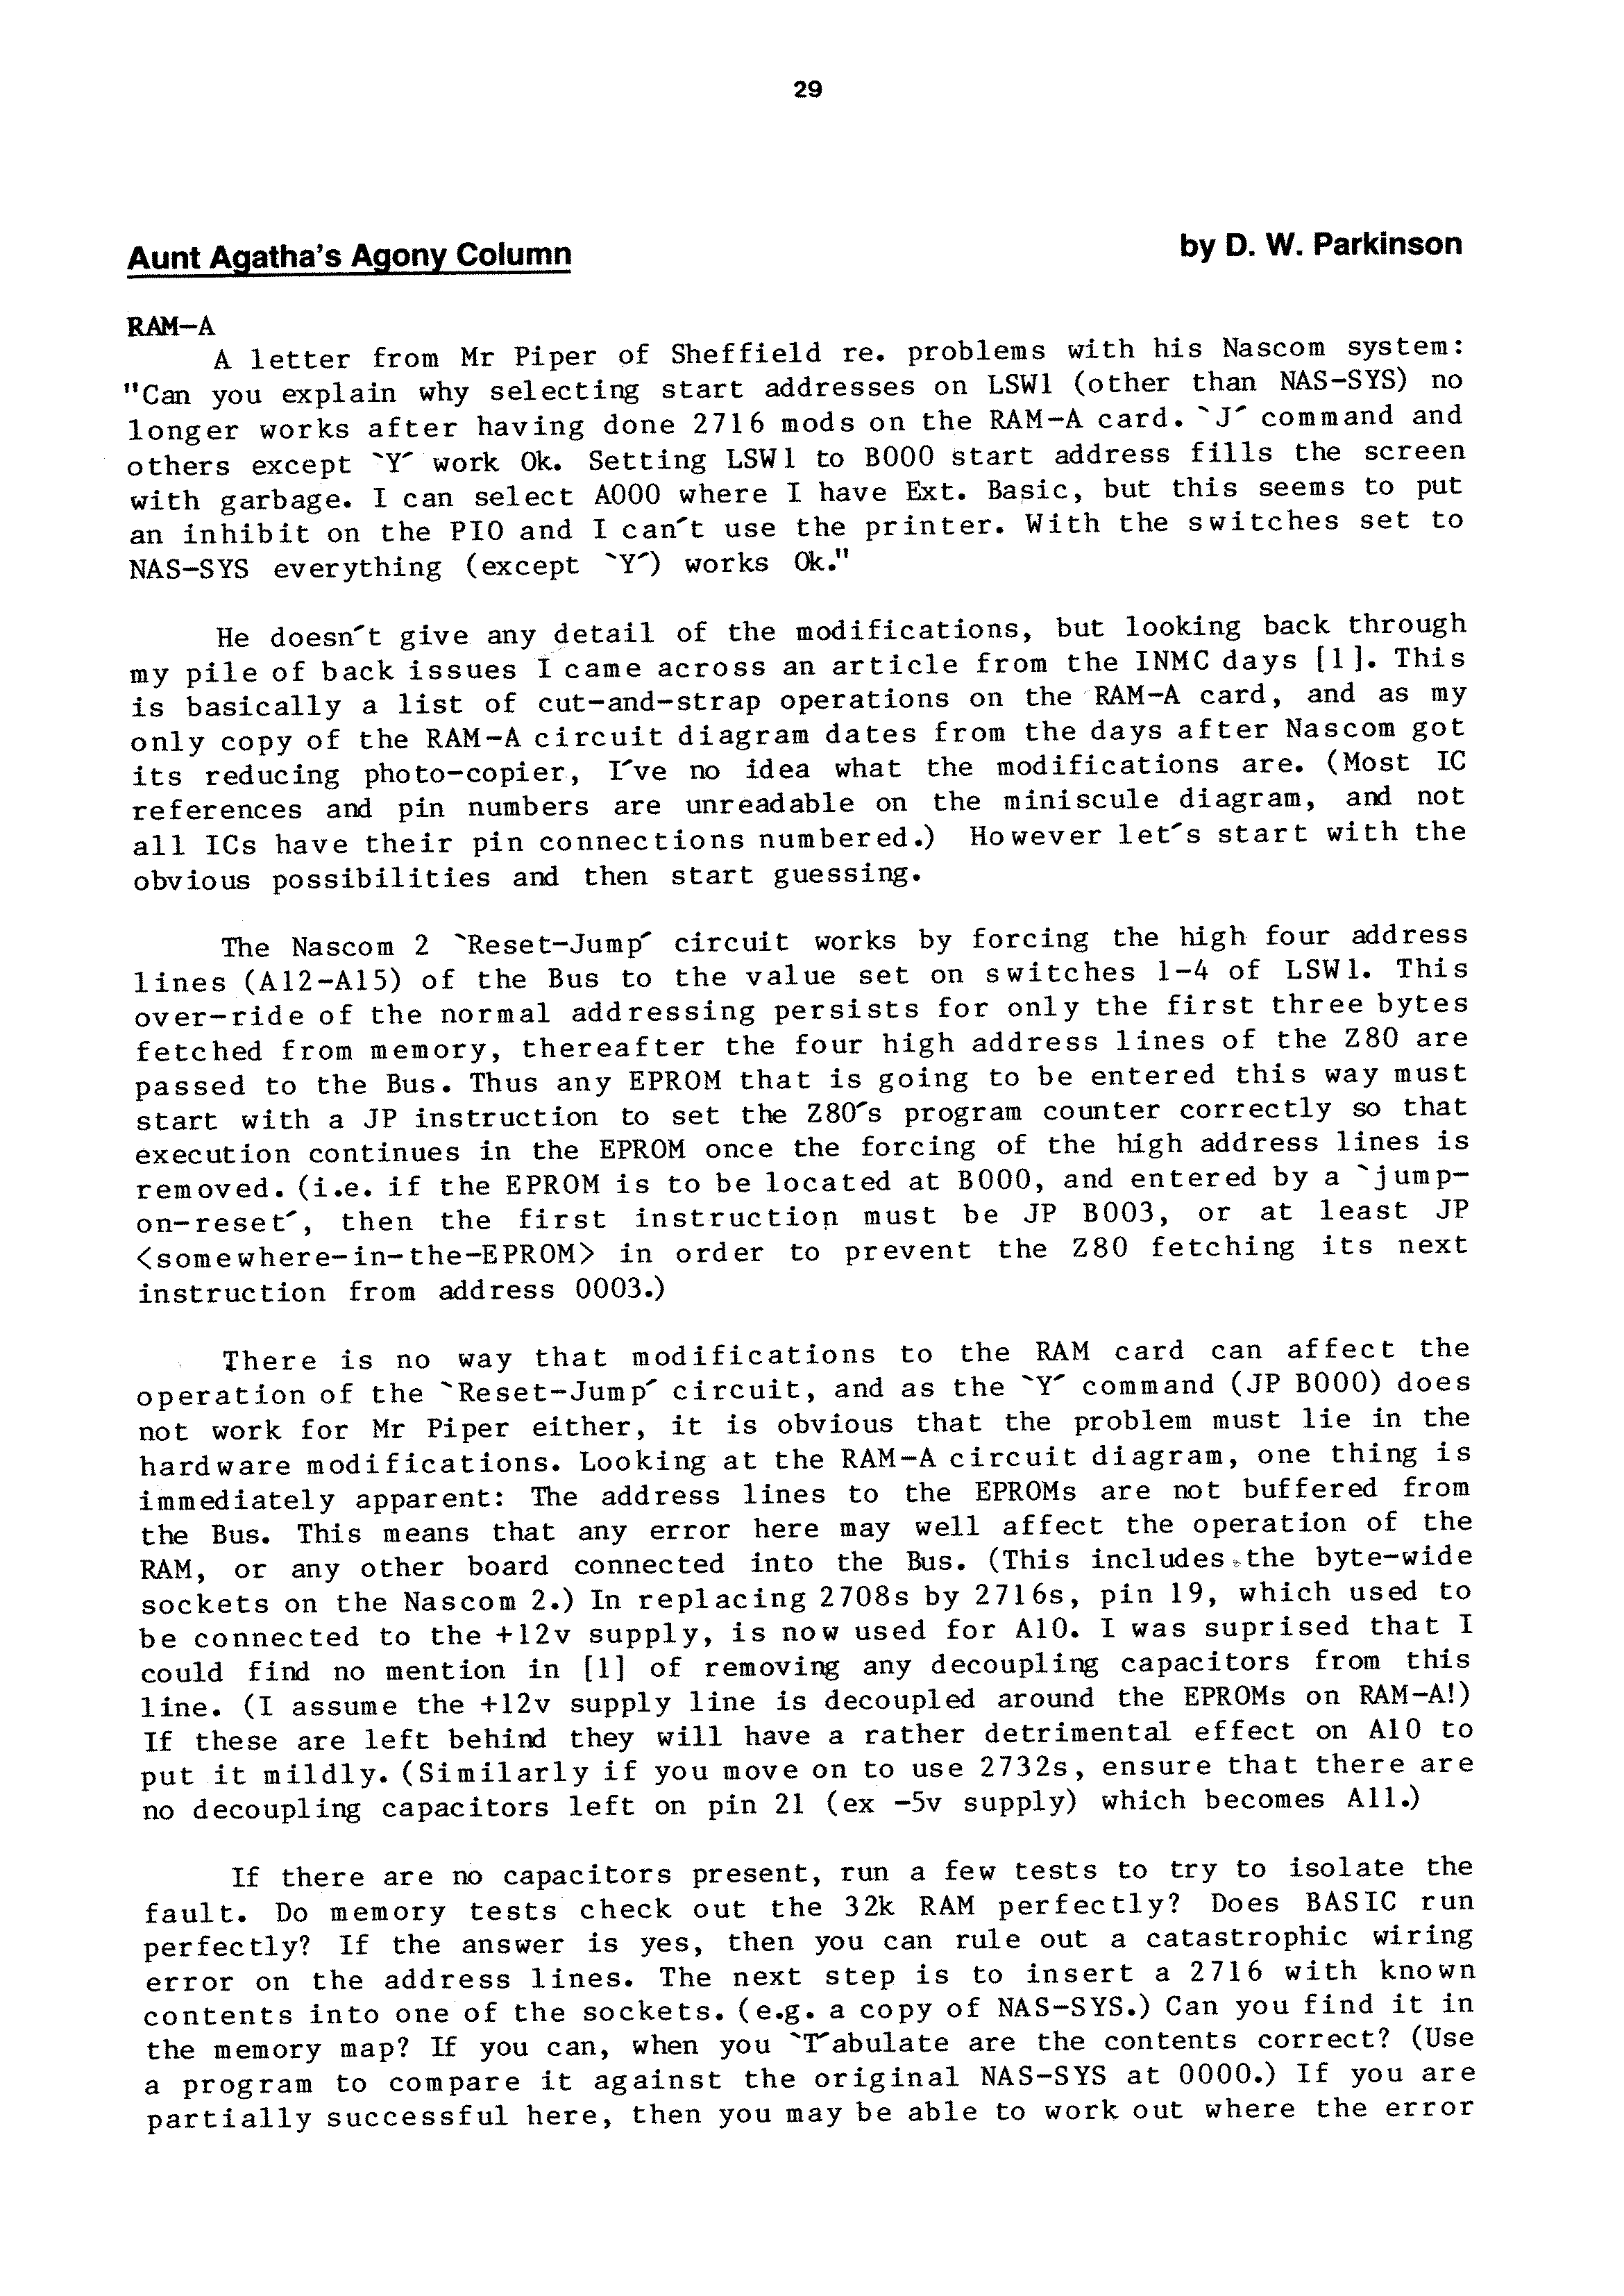 29
Aunt Agatha's Agony Column by D. W. Parkinson
RAM-A
A letter from Mr Piper of Sheffield re. problems with his Nascom system:
"Can you explain why selecting start addresses on LSW1 (other than NAS-SYS) no
longer works after having done 2716 mods on the RAM-A card. `J´ command and
others except `Y´ work Ok. Setting LSW1 to B000 start address fills the screen
with garbage. I can select A000 where I have Ext. Basic, but this seems to put
an inhibit on the PIO and I can´t use the printer. With the switches set to
NAS-SYS everything (except `Y´) works Ok."
He doesn´t give any detail of the modifications, but looking back through
my pile of back issues I came across an article from the INMC days [1]. This
is basically a list of cut-and-strap operations on the RAM-A card, and as my
only copy of the RAM-A circuit diagram dates from the days after Nascom got
its reducing photo-copier, I´ve no idea what the modifications are. (Most IC
references and pin numbers are unreadable on the miniscule diagram, and not
all ICs have their pin connections numbered.) However let´s start with the
obvious possibilities and then start guessing.
The Nascom 2 `Reset-Jump´ circuit works by forcing the high four address
lines (A12-A15) of the Bus to the value set on switches 1-4 of LSW1. This
over-ride of the normal addressing persists for only the first three bytes
fetched from memory, thereafter the four high address lines of the Z80 are
passed to the Bus. Thus any EPROM that is going to be entered this way must
start with a JP instruction to set the Z80´s program counter correctly so that
execution continues in the EPROM once the forcing of the high address lines is
removed. (i.e. if the EPROM is to be located at B000, and entered by a `jump-
on-reset´, then the first instruction must be JP B003, or at least JP
<somewhere-in-the-EPROM> in order to prevent the Z80 fetching its next
instruction from address 0003.)
There is no way that modifications to the RAM card can affect the
operation of the `Reset-Jump´ circuit, and as the `Y´ command (JP B000) does
not work for Mr Piper either, it is obvious that the problem must lie in the
hardware modifications. Looking at the RAM-A circuit diagram, one thing is
immediately apparent: The address lines to the EPROMs are not buffered from
the Bus. This means that any error here may well affect the operation of the
RAM, or any other board connected into the Bus. (This includes the byte-wide
sockets on the Nascom 2.) In replacing 2708s by 2716s, pin 19, which used to
be connected to the +12v supply, is now used for A10. I was suprised that I
could find no mention in [1] of removing any decoupling capacitors from this
line. (I assume the +12v supply line is decoupled around the EPROMs on RAM-A!)
If these are left behind they will have a rather detrimental effect on A10 to
put it mildly. (Similarly if you move on to use 2732s, ensure that there are
no decoupling capacitors left on pin 21 (ex -5v supply) which becomes A11.)
If there are no capacitors present, run a few tests to try to isolate the
fault. Do memory tests check out the 32k RAM perfectly? Does BASIC run
perfectly? If the answer is yes, then you can rule out a catastrophic wiring
error on the address lines. The next step is to insert a 2716 with known
contents into one of the sockets. (e.g. a copy of NAS-SYS.) Can you find it in
the memory map? If you can, when you `T´abulate are the contents correct? (Use
a program to compare it against the original NAS-SYS at 0000.) If you are
partially successful here, then you may be able to work out where the error